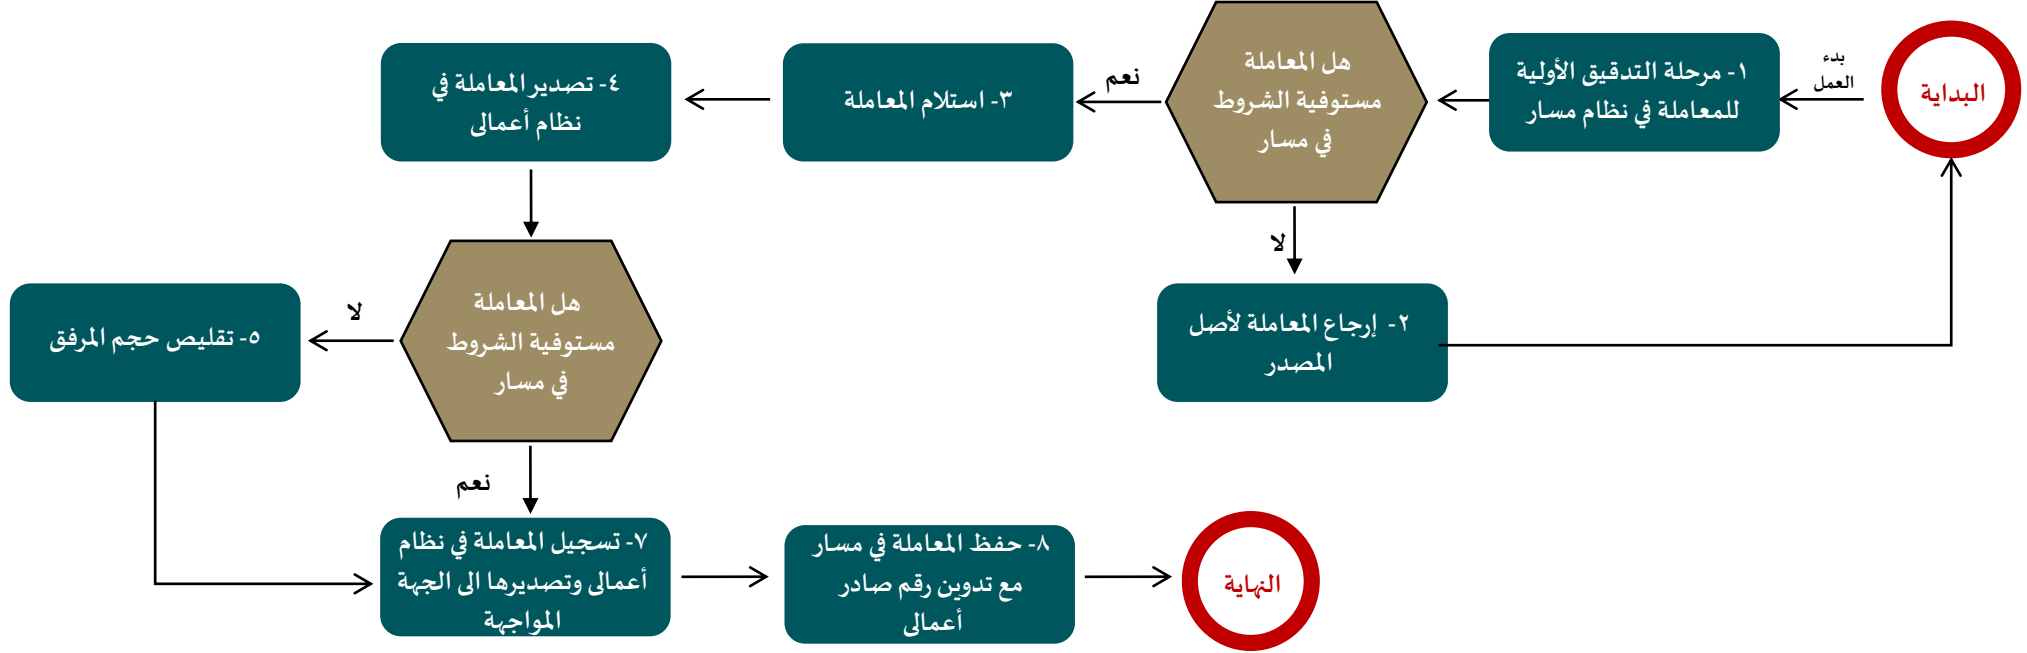 البداية
بدء
العمل
١- مرحلة التدقيق الأولية
للمعاملة في نظام مسار
هل المعاملة
مستوفية الشروط
في مسار
نعم
لا
٢- إرجاع المعاملة لأصل
المصدر
٣- استلام المعاملة
٤- تصدير المعاملة في
نظام أعمالى
هل المعاملة
مستوفية الشروط
في مسار
لا
٥- تقليص حجم المرفق
نعم
٧- تسجيل المعاملة في نظام
أعمالى وتصديرها الى الجهة
المواجهة
٨- حفظ المعاملة في مسار
مع تدوين رقم صادر
أعمالى
النهاية